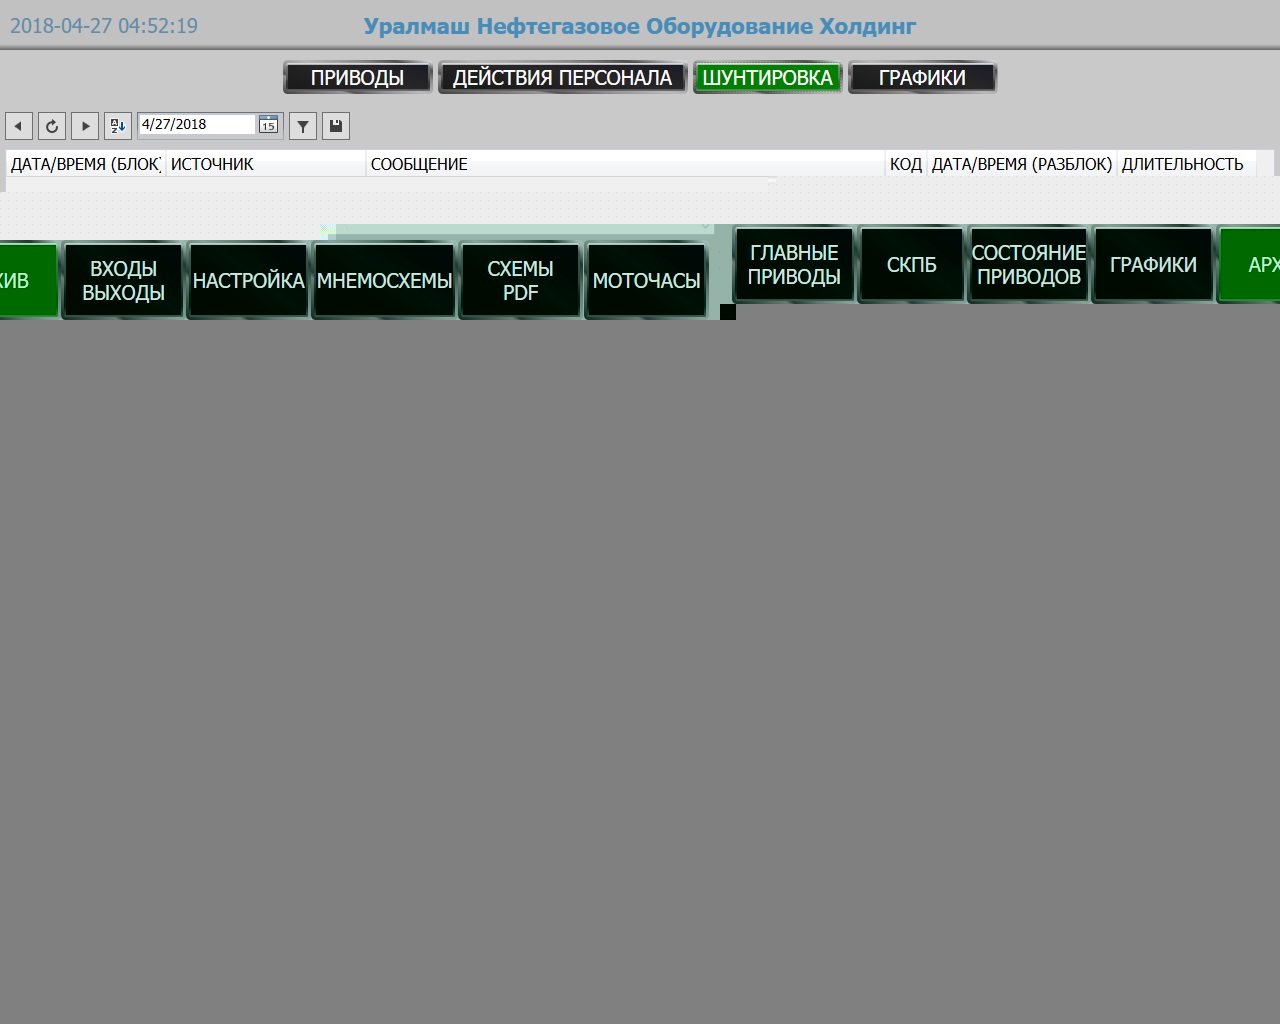 2018-04-27 04:52:19
Уралмаш Нефтегазовое Оборудование Холдинг
ПРИВОДЫ
ДЕЙСТВИЯ ПЕРСОНАЛА
ШУНТИРОВКА
ГРАФИКИ
4/27/2018
15
ДАТА/ВРЕМЯ (БЛОК)
ИСТОЧНИК
СООБЩЕНИЕ
КОД
ДАТА/ВРЕМЯ (РАЗБЛОК)
ДЛИТЕЛЬНОСТЬ
ГЛАВНЫЕ
ПРИВОДЫ
СКПБ
СОСТОЯНИЕ
ПРИВОДОВ
ГРАФИКИ
АРХ
ИВ
ВХОДЫ
ВЫХОДЫ
НАСТРОЙКА
МНЕМОСХЕМЫ
СХЕМЫ
PDF
МОТОЧАСЫ